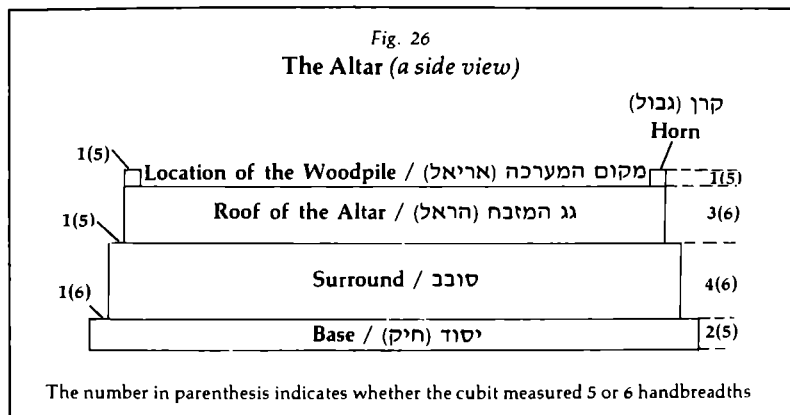 Fig. 26
The Altar (a side view)
קרן (גבול)
Horn
1(5)
Location of the Woodpile / מקום המערכה (אריאל)
1(5)
Roof of the Altar / גג המזבח (הראל)
3(6)
1(5)
Surround / סובב
4(6)
1(6)
Base / יסוד (חיק)
2(5)
The number in parenthesis indicates whether the cubit measured 5 or 6 handbreadths